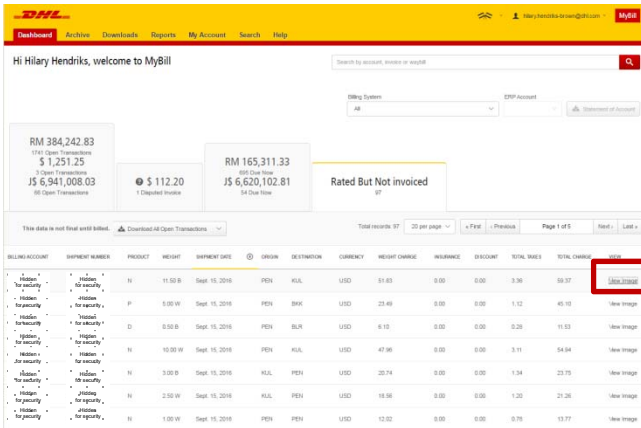 DHL
hilary.hendriks-brown@dhl.com
MyBill
Dashboard Archive Downloads Reports My Account Search Help
Hi Hilary Hendriks, welcome to MyBill
Search by account, invoice or waybill
Billing System
ERP Account
All
Statement of Account
RM 384,242.83
1741 Open Transactions
$ 1,251.25
3 Open Transactions
J$ 6,941,008.03
66 Open Transactions
$ 112.20
1 Disputed Invoice
RM 165,311.33
695 Due Now
J$ 6,620,102.81
54 Due Now
Rated But Not invoiced
97
This data is not final until billed.
Download All Open Transactions
Total records: 97
20 per page
« First
‹ Previous
Page 1 of 5
Next ›
Last »
BILLING ACCOUNT SHIPMENT NUMBER PRODUCT WEIGHT SHIPMENT DATE ORIGIN DESTINATION CURRENCY WEIGHT CHARGE INSURANCE DISCOUNT TOTAL TAXES TOTAL CHARGE VIEW
Hidden for security Hidden for security N 11.50 B Sept. 15, 2016 PEN KUL USD 51.83 0.00 0.00 3.36 View Image
Hidden for security Hidden for security P 5.00 W Sept. 15, 2016 PEN BKK USD 0.00 0.00 1.12 45.10 View Image
Hidden for security Hidden for security D 0.50 B Sept. 15, 2016 PEN BLR USD 0.00 0.00 11.53 View Image
Hidden for security Hidden for security N 10.00 W Sept. 15, 2016 PEN KUL USD 47.96 0.00 0.00 3.11 View Image
Hidden for security Hidden for security N 3.00 B Sept. 15, 2016 KUL PEN USD 20.74 0.00 0.00 1.34 23.75 View Image
Hidden for security Hidden for security N 2.50 W Sept. 15, 2016 KUL PEN USD 0.00 0.00 1.20 21.26 View Image
Hidden for security Hidden for security N 1.00 W Sept. 15, 2016 PEN PEN USD 12.02 0.00 0.00 13.77 View Image